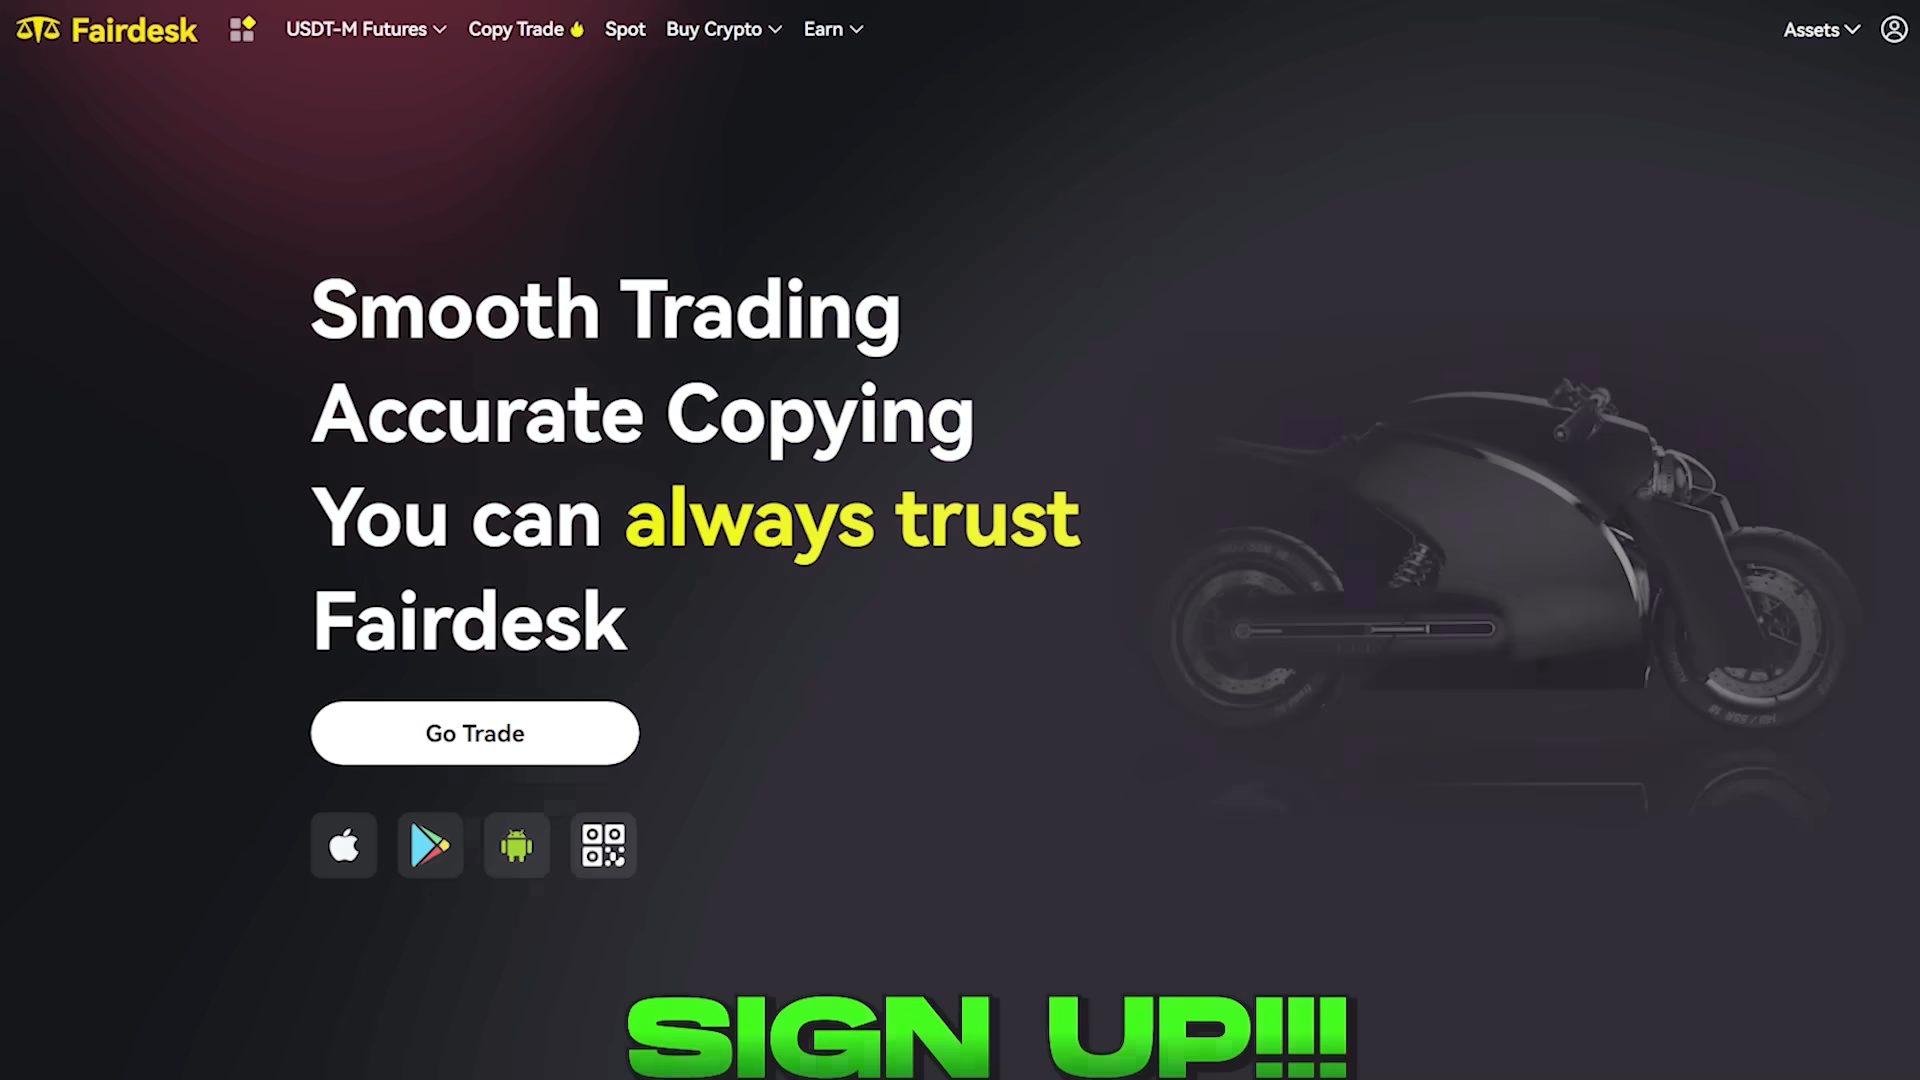 Fairdesk
USDT-M Futures
Copy Trade
Spot
Buy Crypto
Earn
Assets
Smooth Trading
Accurate Copying
You can always trust
Fairdesk
Go Trade
SIGN UP!!!